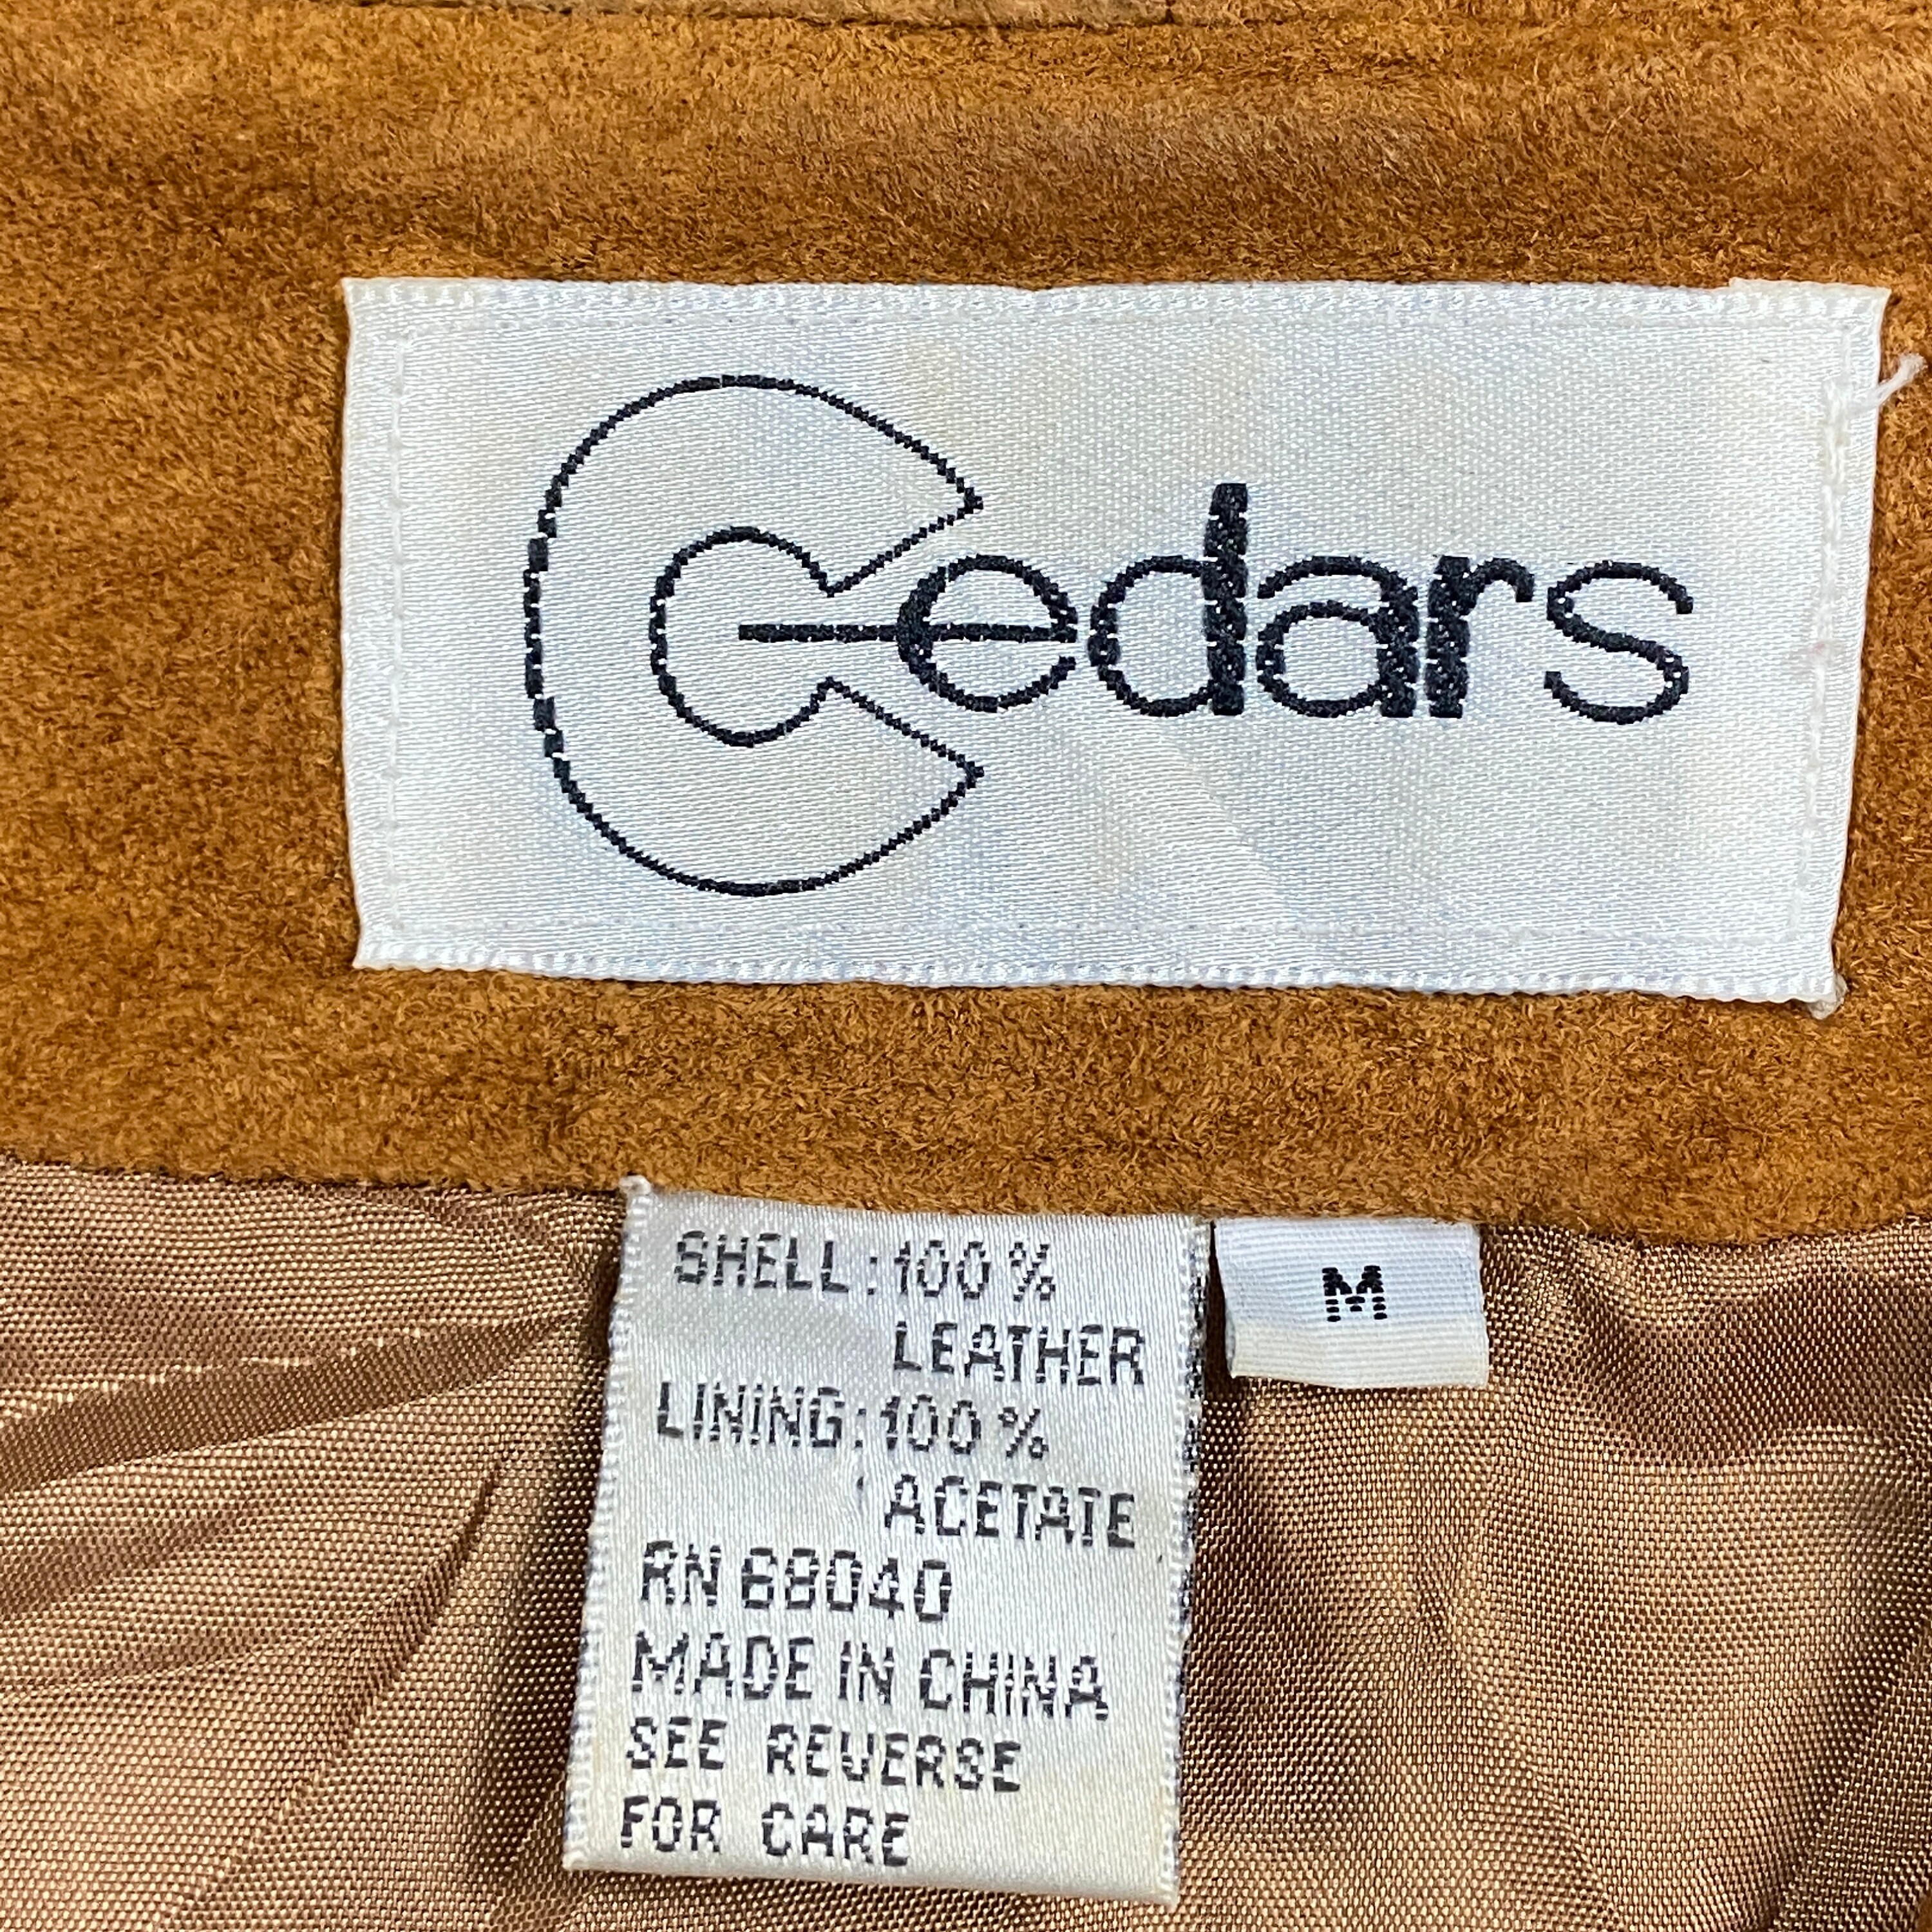 Cedars
SHELL:100%
LEATHER
LINING:100%
ACETATE
RN 68040
MADE IN CHINA
SEE REVERSE
FOR CARE
M